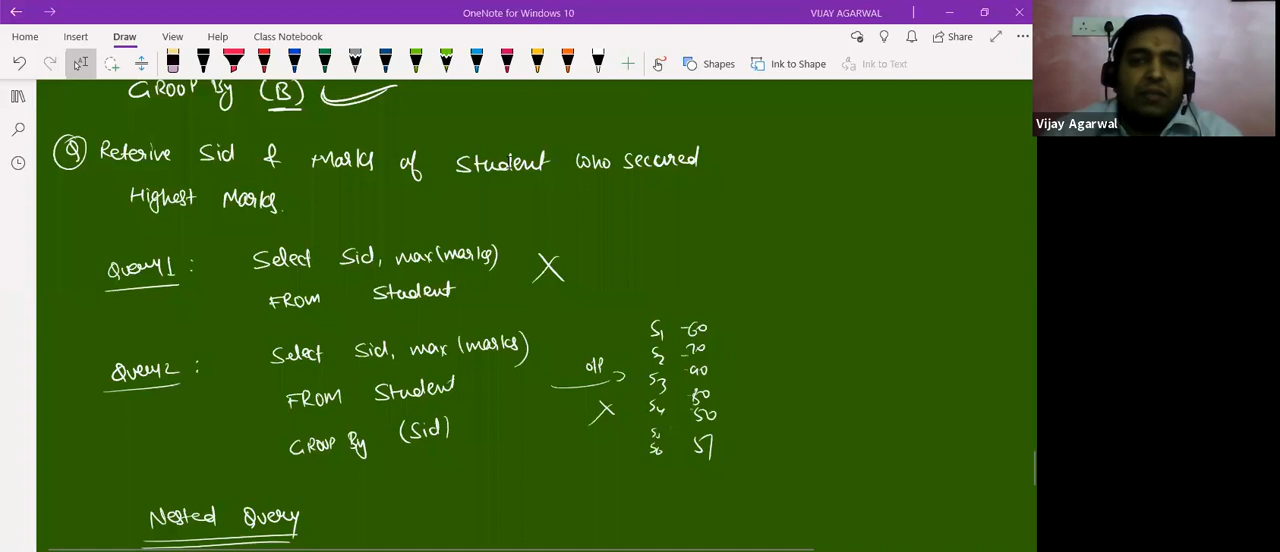 OneNote for Windows 10
VIJAY AGARWAL
Home Insert Draw View Help Class Notebook
Share
Shapes Ink to Shape Ink to Text
Vijay Agarwal
GROUP By (B)
Q Reterive Sid & Marks of Student who secured
Highest Marks.
Query1 : Select Sid, max(marks)
FROM Student
Query2 : Select Sid, max (marks)
FROM Student
GROUP By (Sid)
o/p
S1 - 60
S2 - 70
S3 - 90
S4 - 80
50
S6 57
Nested Query